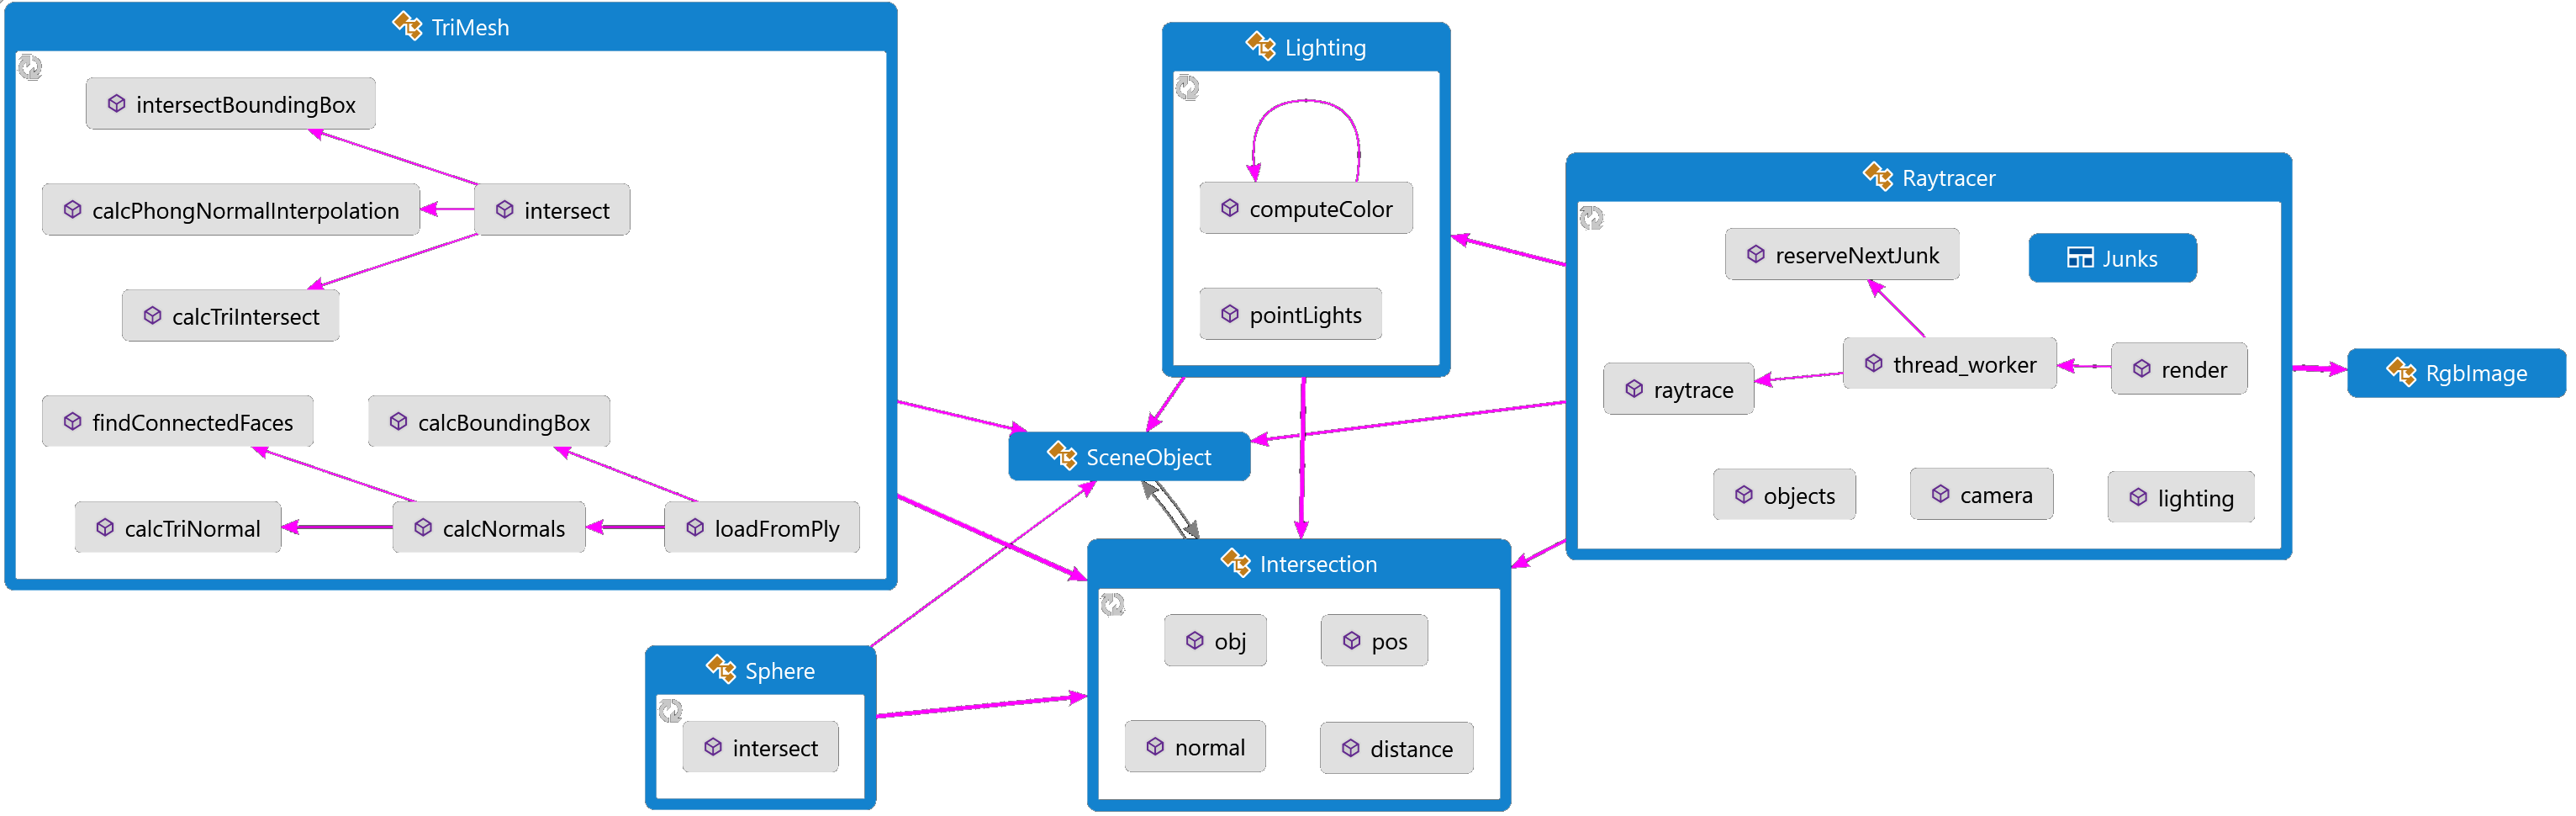 TriMesh
intersectBoundingBox
calcPhongNormalInterpolation
intersect
calcTriIntersect
findConnectedFaces
calcBoundingBox
calcTriNormal
calcNormals
loadFromPly
Lighting
computeColor
pointLights
Raytracer
reserveNextJunk
Junks
thread_worker
render
raytrace
objects
camera
lighting
RgbImage
SceneObject
Intersection
obj
pos
normal
distance
Sphere
intersect